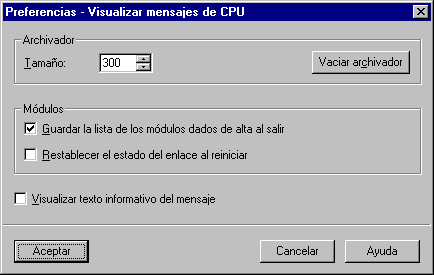 Preferencias - Visualizar mensajes de CPU
Archivador
Tamaño: 300 Vaciar archivador
Módulos
Guardar la lista de los módulos dados de alta al salir
Restablecer el estado del enlace al reiniciar
Visualizar texto informativo del mensaje
Aceptar Cancelar Ayuda